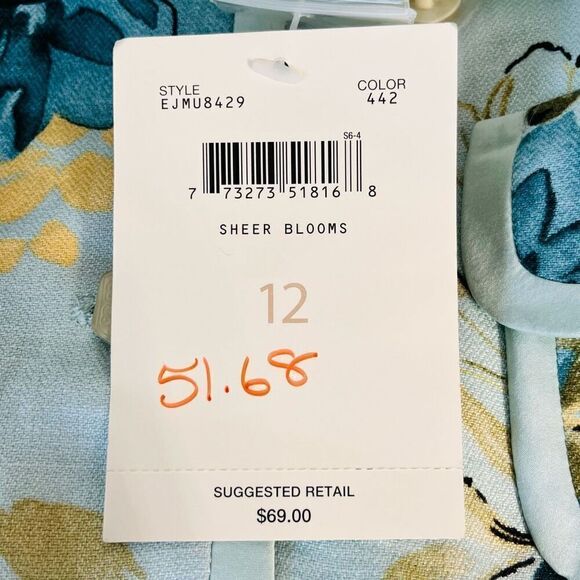 STYLE COLOR
EJMU8429 442
S6-4
7 73273 51816 8
SHEER BLOOMS
12
51.68
SUGGESTED RETAIL
$69.00